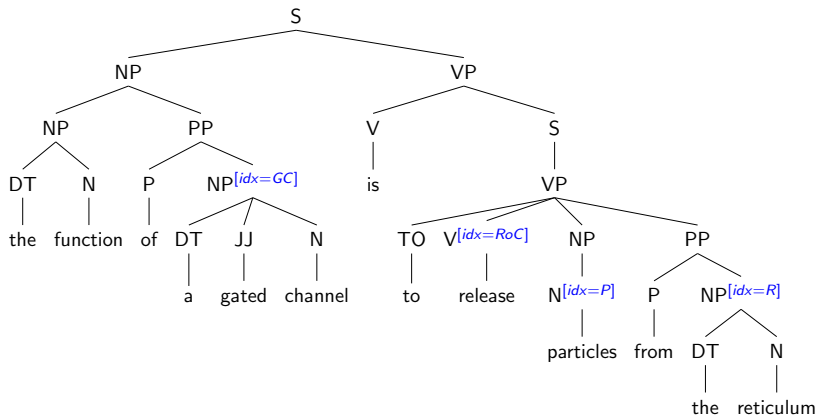 S
NP VP
NP PP V S
DT N P NP[idx=GC] is VP
the function of DT JJ N TO V[idx=RoC] NP PP
a gated channel to release N[idx=P] P NP[idx=R]
particles from DT N
the reticulum